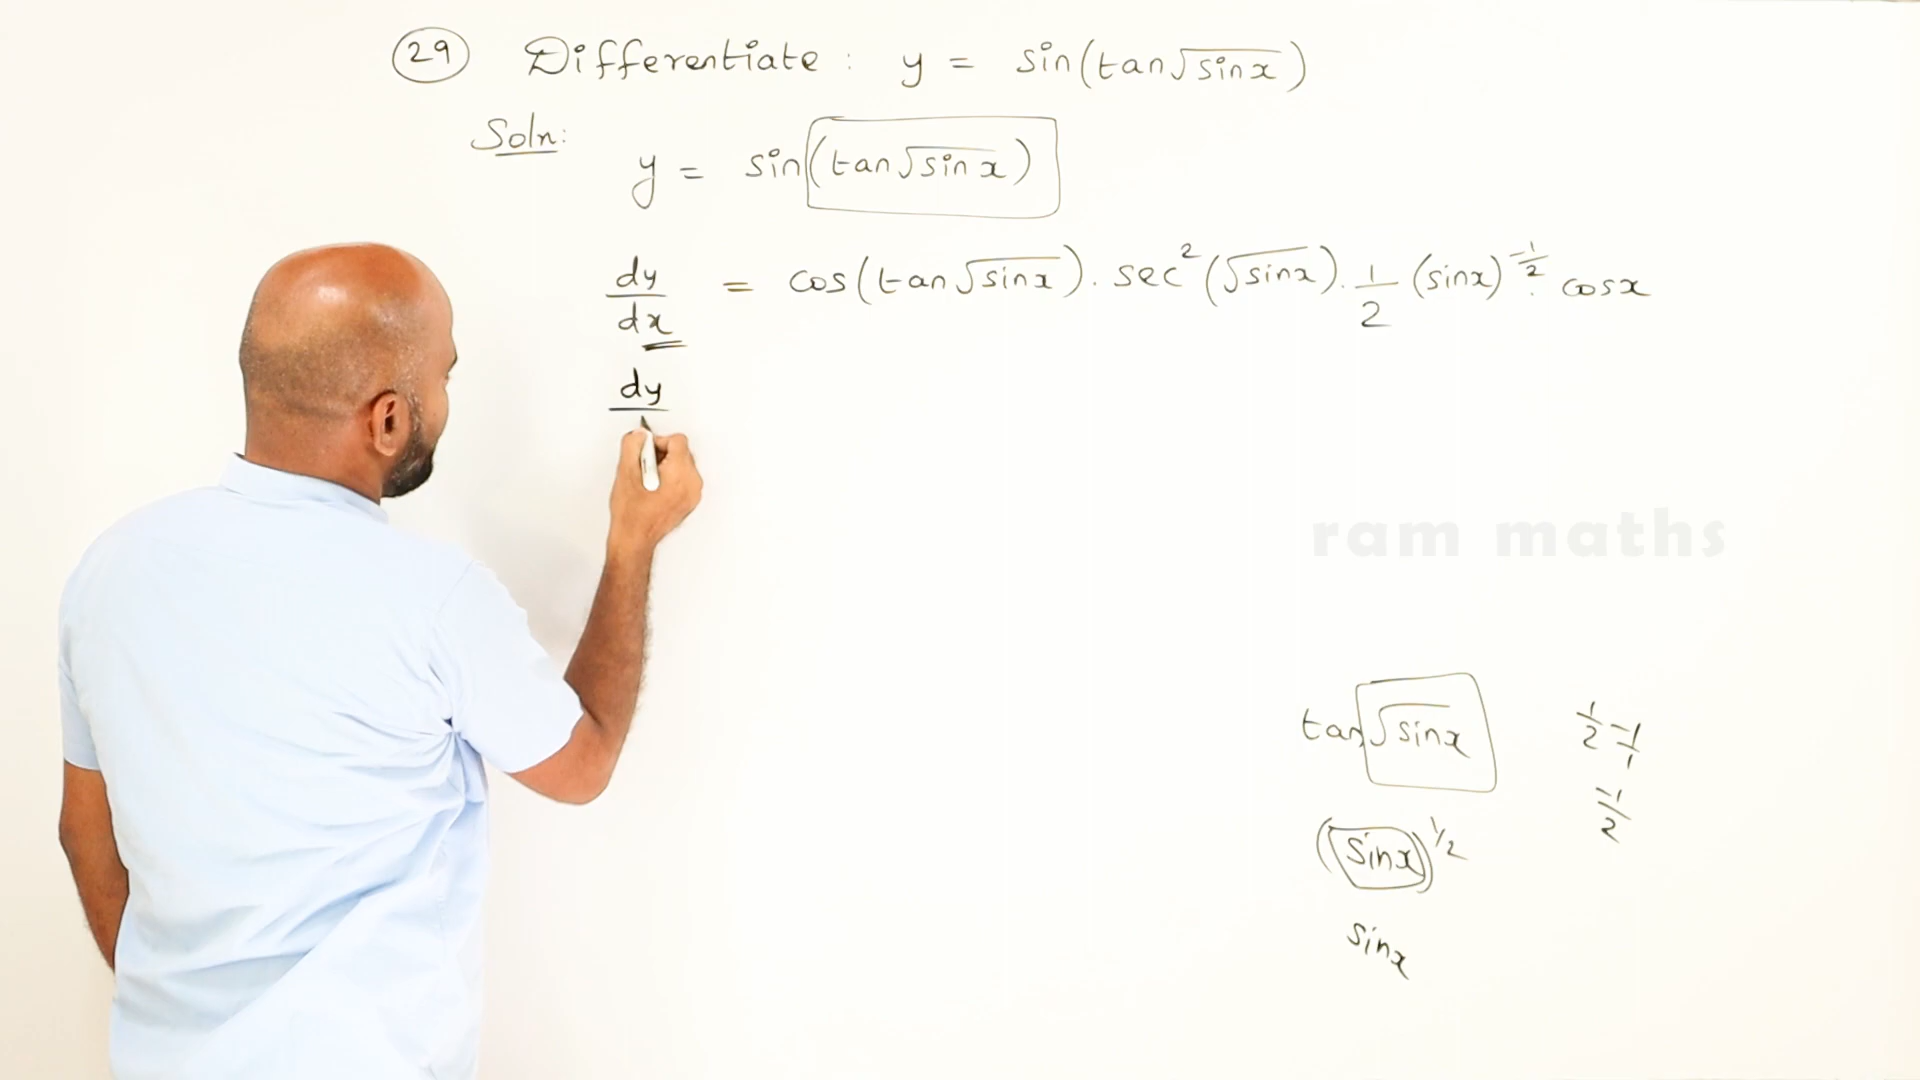 29 Differentiate : y = sin(tan√sinx)
Soln:
y = sin(tan√sinx)
dy/dx = cos(tan√sinx) . sec²(√sinx) . 1/2 (sinx)^-1/2 . cosx
dy
ram maths
tan√sinx
1/2 - 1/1
-1/2
(sinx)^1/2
sinx